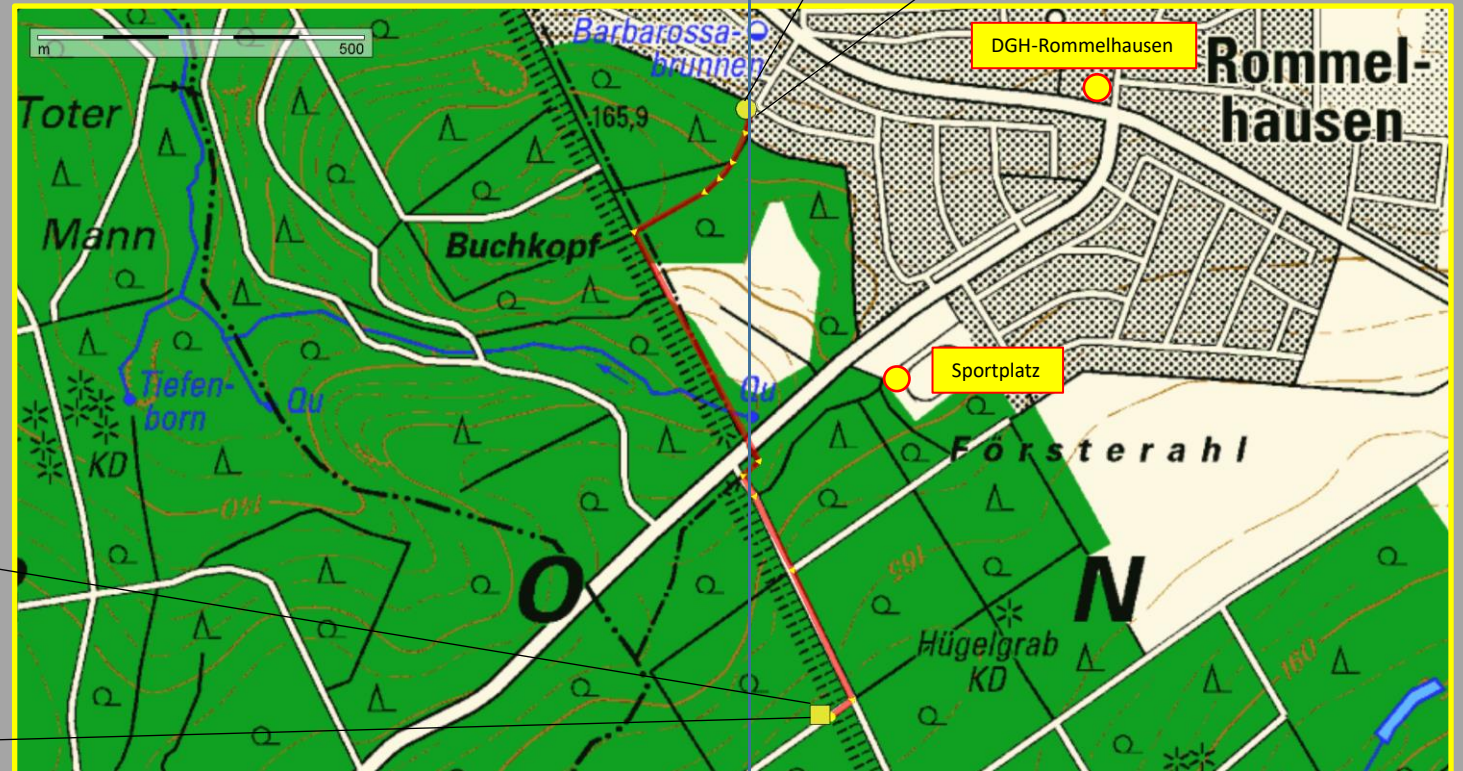 m 500
Barbarossa-
brunnen
DGH-Rommelhausen
Rommel-
hausen
Toter
Mann
165,9
Buchkopf
Sportplatz
Tiefen-
born
Qu
Qu
KD
Försterahl
140
165
O
N
Hügelgrab
KD
160